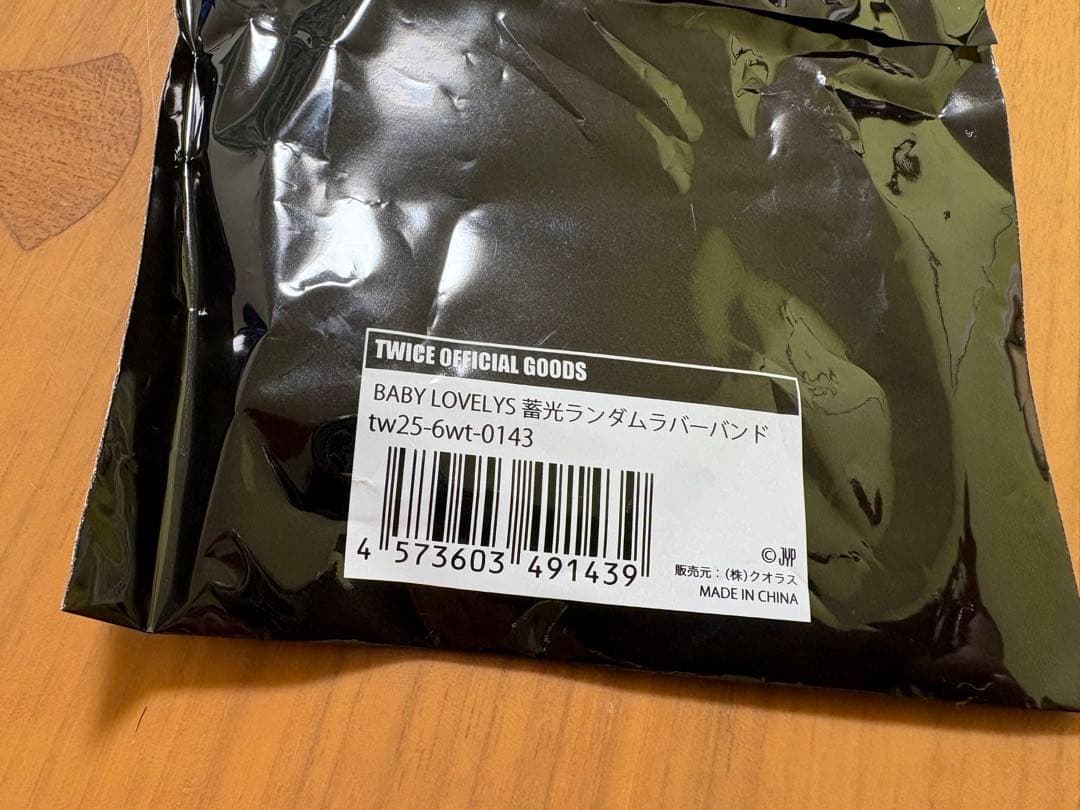 TWICE OFFICIAL GOODS
BABY LOVELYS 蓄光ランダムラバーバンド
tw25-6wt-0143
4 573603 491439
© JYP
販売元：(株)クオラス
MADE IN CHINA